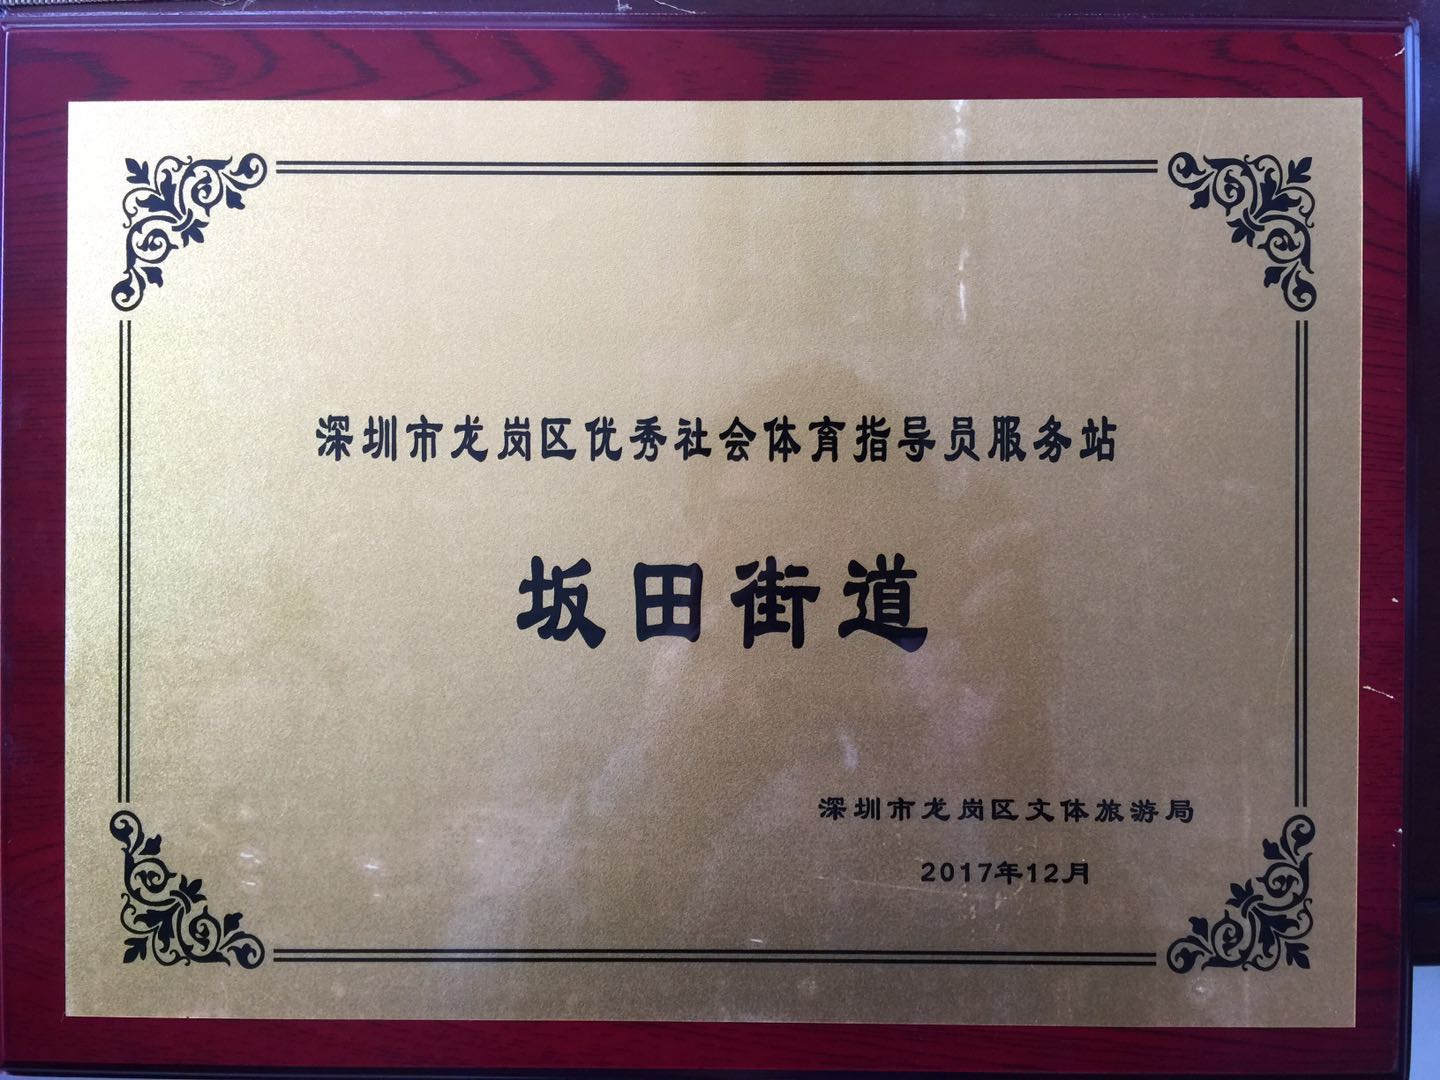 深圳市龙岗区优秀社会体育指导员服务站
坂田街道
深圳市龙岗区文体旅游局
2017年12月